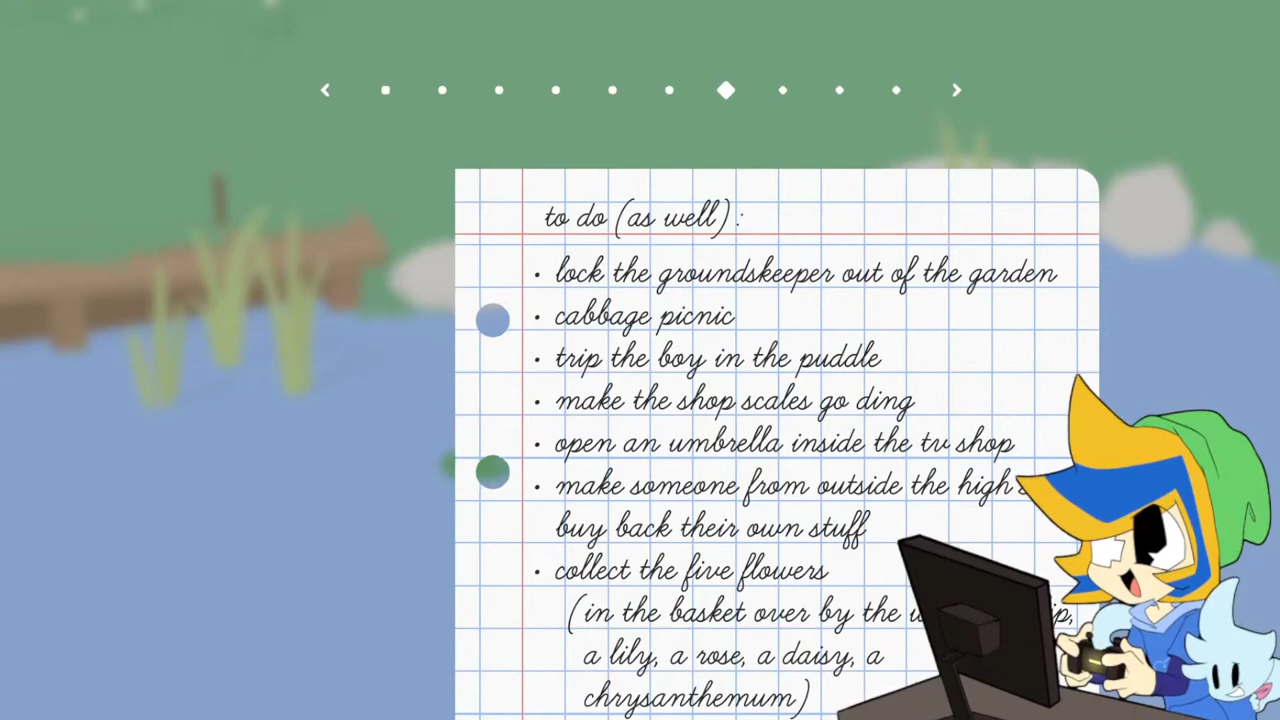 to do (as well):
• lock the groundskeeper out of the garden
• cabbage picnic
• trip the boy in the puddle
• make the shop scales go ding
• open an umbrella inside the tv shop
• make someone from outside the high
buy back their own stuff
• collect the five flowers
(in the basket over by the
a lily, a rose, a daisy, a
chrysanthemum)